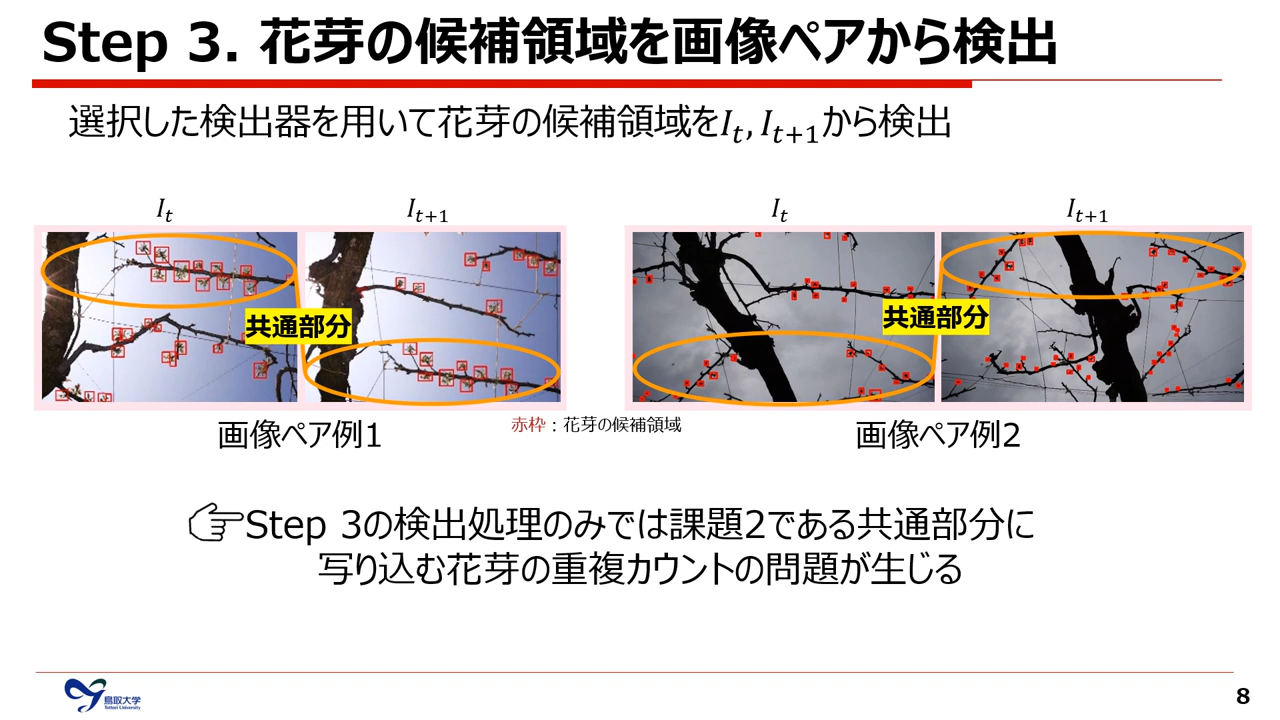 Step 3. 花芽の候補領域を画像ペアから検出
選択した検出器を用いて花芽の候補領域を𝐼𝑡, 𝐼𝑡+1から検出
𝐼𝑡
𝐼𝑡+1
𝐼𝑡
𝐼𝑡+1
共通部分
共通部分
画像ペア例1
赤枠：花芽の候補領域
画像ペア例2
☞Step 3の検出処理のみでは課題2である共通部分に
写り込む花芽の重複カウントの問題が生じる
鳥取大学
Tottori University
8